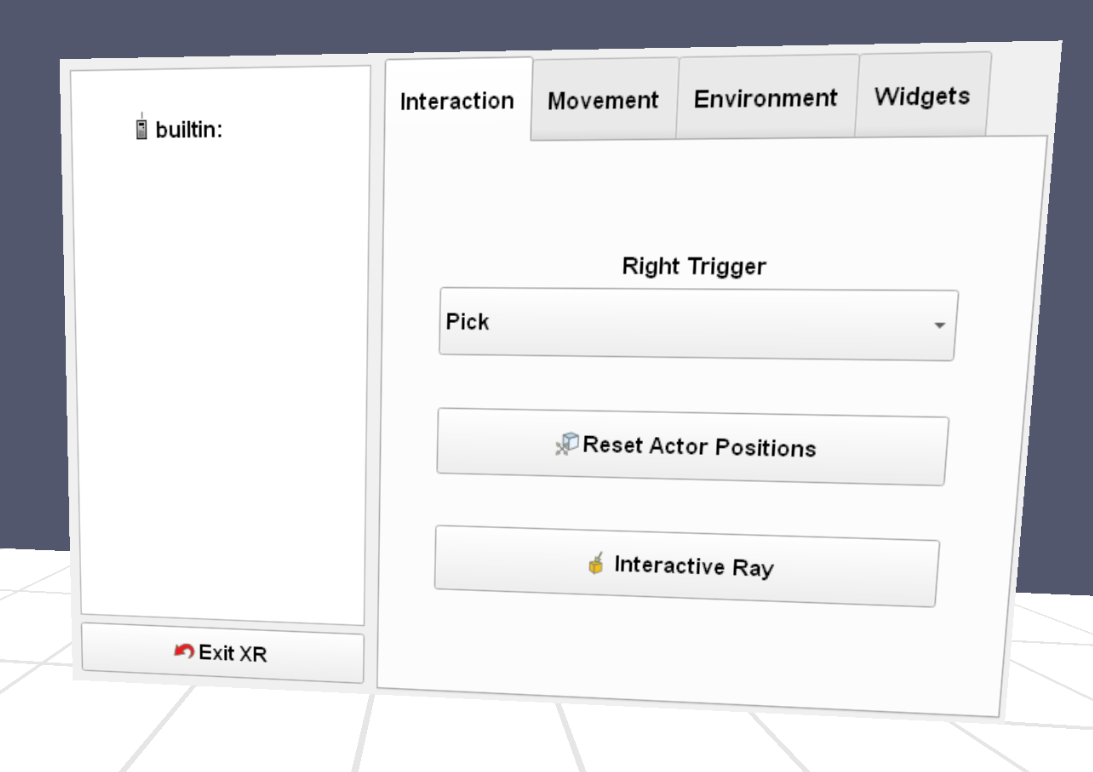 builtin:
Exit XR
Interaction
Movement
Environment
Widgets
Right Trigger
Pick
Reset Actor Positions
Interactive Ray